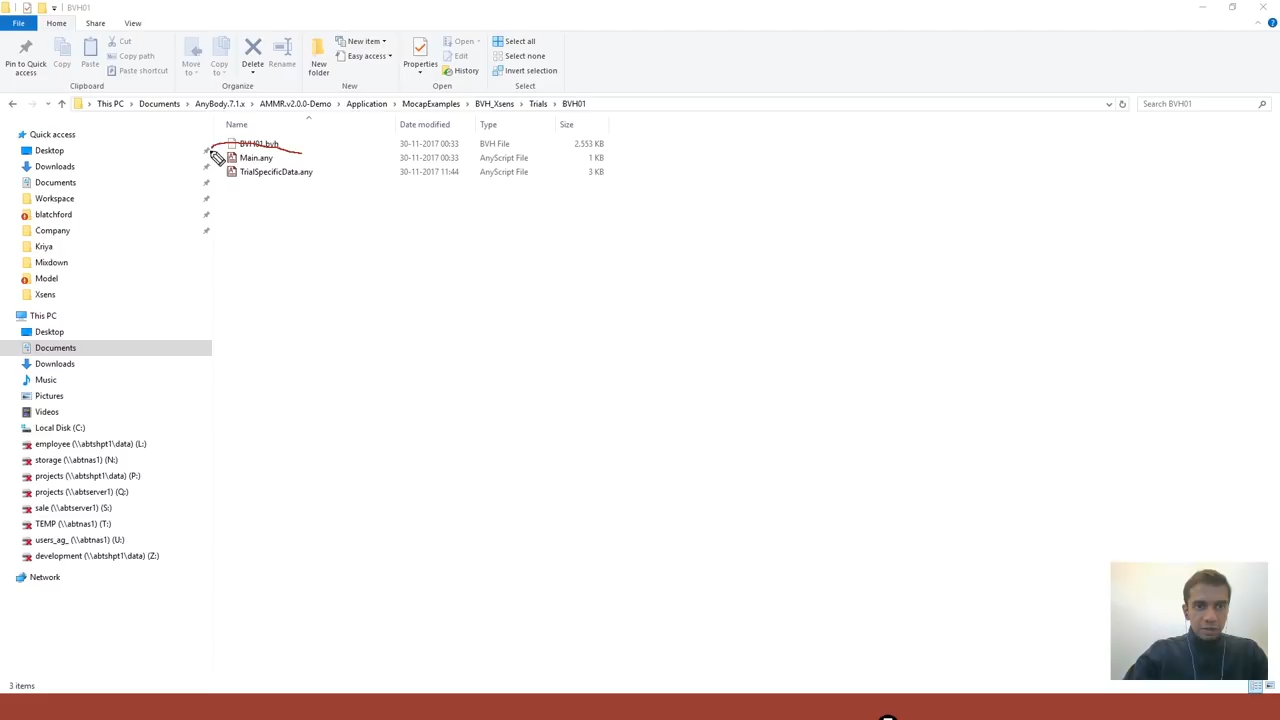 BVH01
File Home Share View
Pin to Quick access
Copy
Paste
Cut
Copy path
Paste shortcut
Clipboard
Move to
Copy to
Delete
Rename
Organize
New folder
New item
Easy access
New
Properties
Open
Edit
History
Open
Select all
Select none
Invert selection
Select
This PC > Documents > AnyBody.7.1.x > AMMR.v2.0.0-Demo > Application > MocapExamples > BVH_Xsens > Trials > BVH01
Search BVH01
Name Date modified Type Size
BVH01.bvh 30-11-2017 00:33 BVH File 2.553 KB
Main.any 30-11-2017 00:33 AnyScript File 1 KB
TrialSpecificData.any 30-11-2017 11:44 AnyScript File 3 KB
Quick access
Desktop
Downloads
Documents
Workspace
blatchford
Company
Kriya
Mixdown
Model
Xsens
This PC
Desktop
Documents
Downloads
Music
Pictures
Videos
Local Disk (C:)
employee (\\abtshpt1\data) (L:)
storage (\\abtnas1) (N:)
projects (\\abtshpt1\data) (P:)
projects (\\abtserver1) (Q:)
sale (\\abtserver1) (S:)
TEMP (\\abtnas1) (T:)
users_ag_ (\\abtnas1) (U:)
development (\\abtshpt1\data) (Z:)
Network
3 items